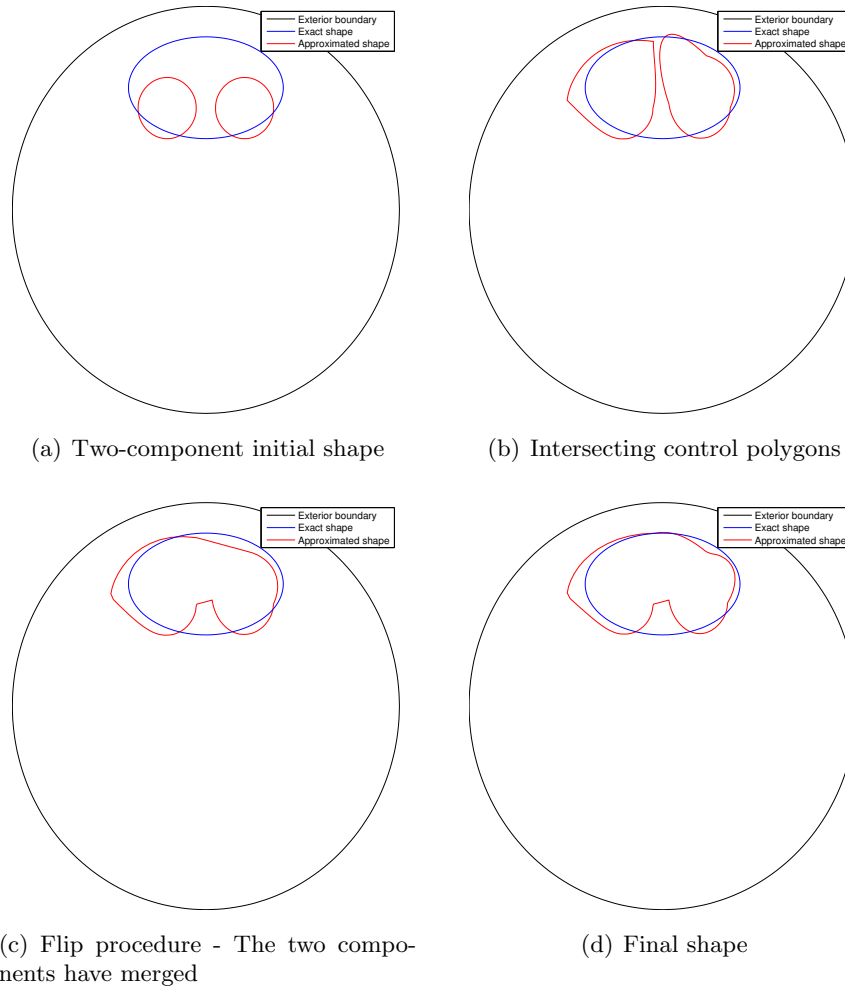 Exterior boundary
Exact shape
Approximated shape
Exterior boundary
Exact shape
Approximated shape
(a) Two-component initial shape
(b) Intersecting control polygons
Exterior boundary
Exact shape
Approximated shape
Exterior boundary
Exact shape
Approximated shape
(c) Flip procedure - The two compo-
nents have merged
(d) Final shape